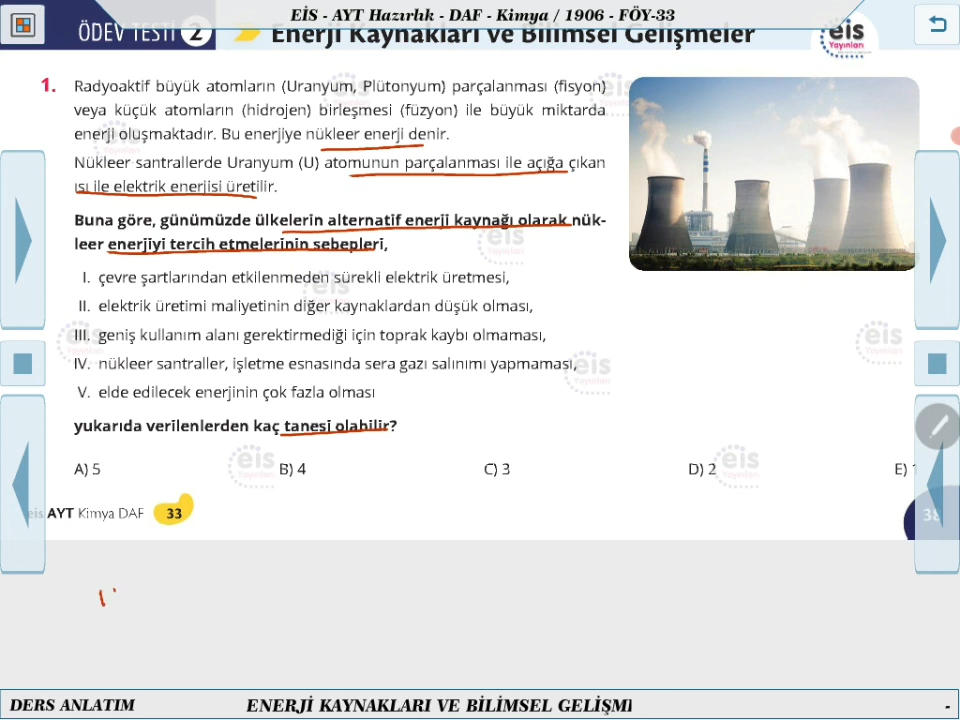 EİS - AYT Hazırlık - DAF - Kimya / 1906 - FÖY-33
ÖDEV TESTİ 2
Enerji Kaynakları ve Bilimsel Gelişmeler
eis
Yayınları
1. Radyoaktif büyük atomların (Uranyum, Plütonyum) parçalanması (fisyon)
veya küçük atomların (hidrojen) birleşmesi (füzyon) ile büyük miktarda
enerji oluşmaktadır. Bu enerjiye nükleer enerji denir.
Nükleer santrallerde Uranyum (U) atomunun parçalanması ile açığa çıkan
ısı ile elektrik enerjisi üretilir.
Buna göre, günümüzde ülkelerin alternatif enerji kaynağı olarak nük-
leer enerjiyi tercih etmelerinin sebepleri,
I. çevre şartlarından etkilenmeden sürekli elektrik üretmesi,
II. elektrik üretimi maliyetinin diğer kaynaklardan düşük olması,
III. geniş kullanım alanı gerektirmediği için toprak kaybı olmaması,
IV. nükleer santraller, işletme esnasında sera gazı salınımı yapmaması,
V. elde edilecek enerjinin çok fazla olması
yukarıda verilenlerden kaç tanesi olabilir?
A) 5 B) 4 C) 3 D) 2 E) 1
eis AYT Kimya DAF 33
38
DERS ANLATIM ENERJİ KAYNAKLARI VE BİLİMSEL GELİŞMİ -